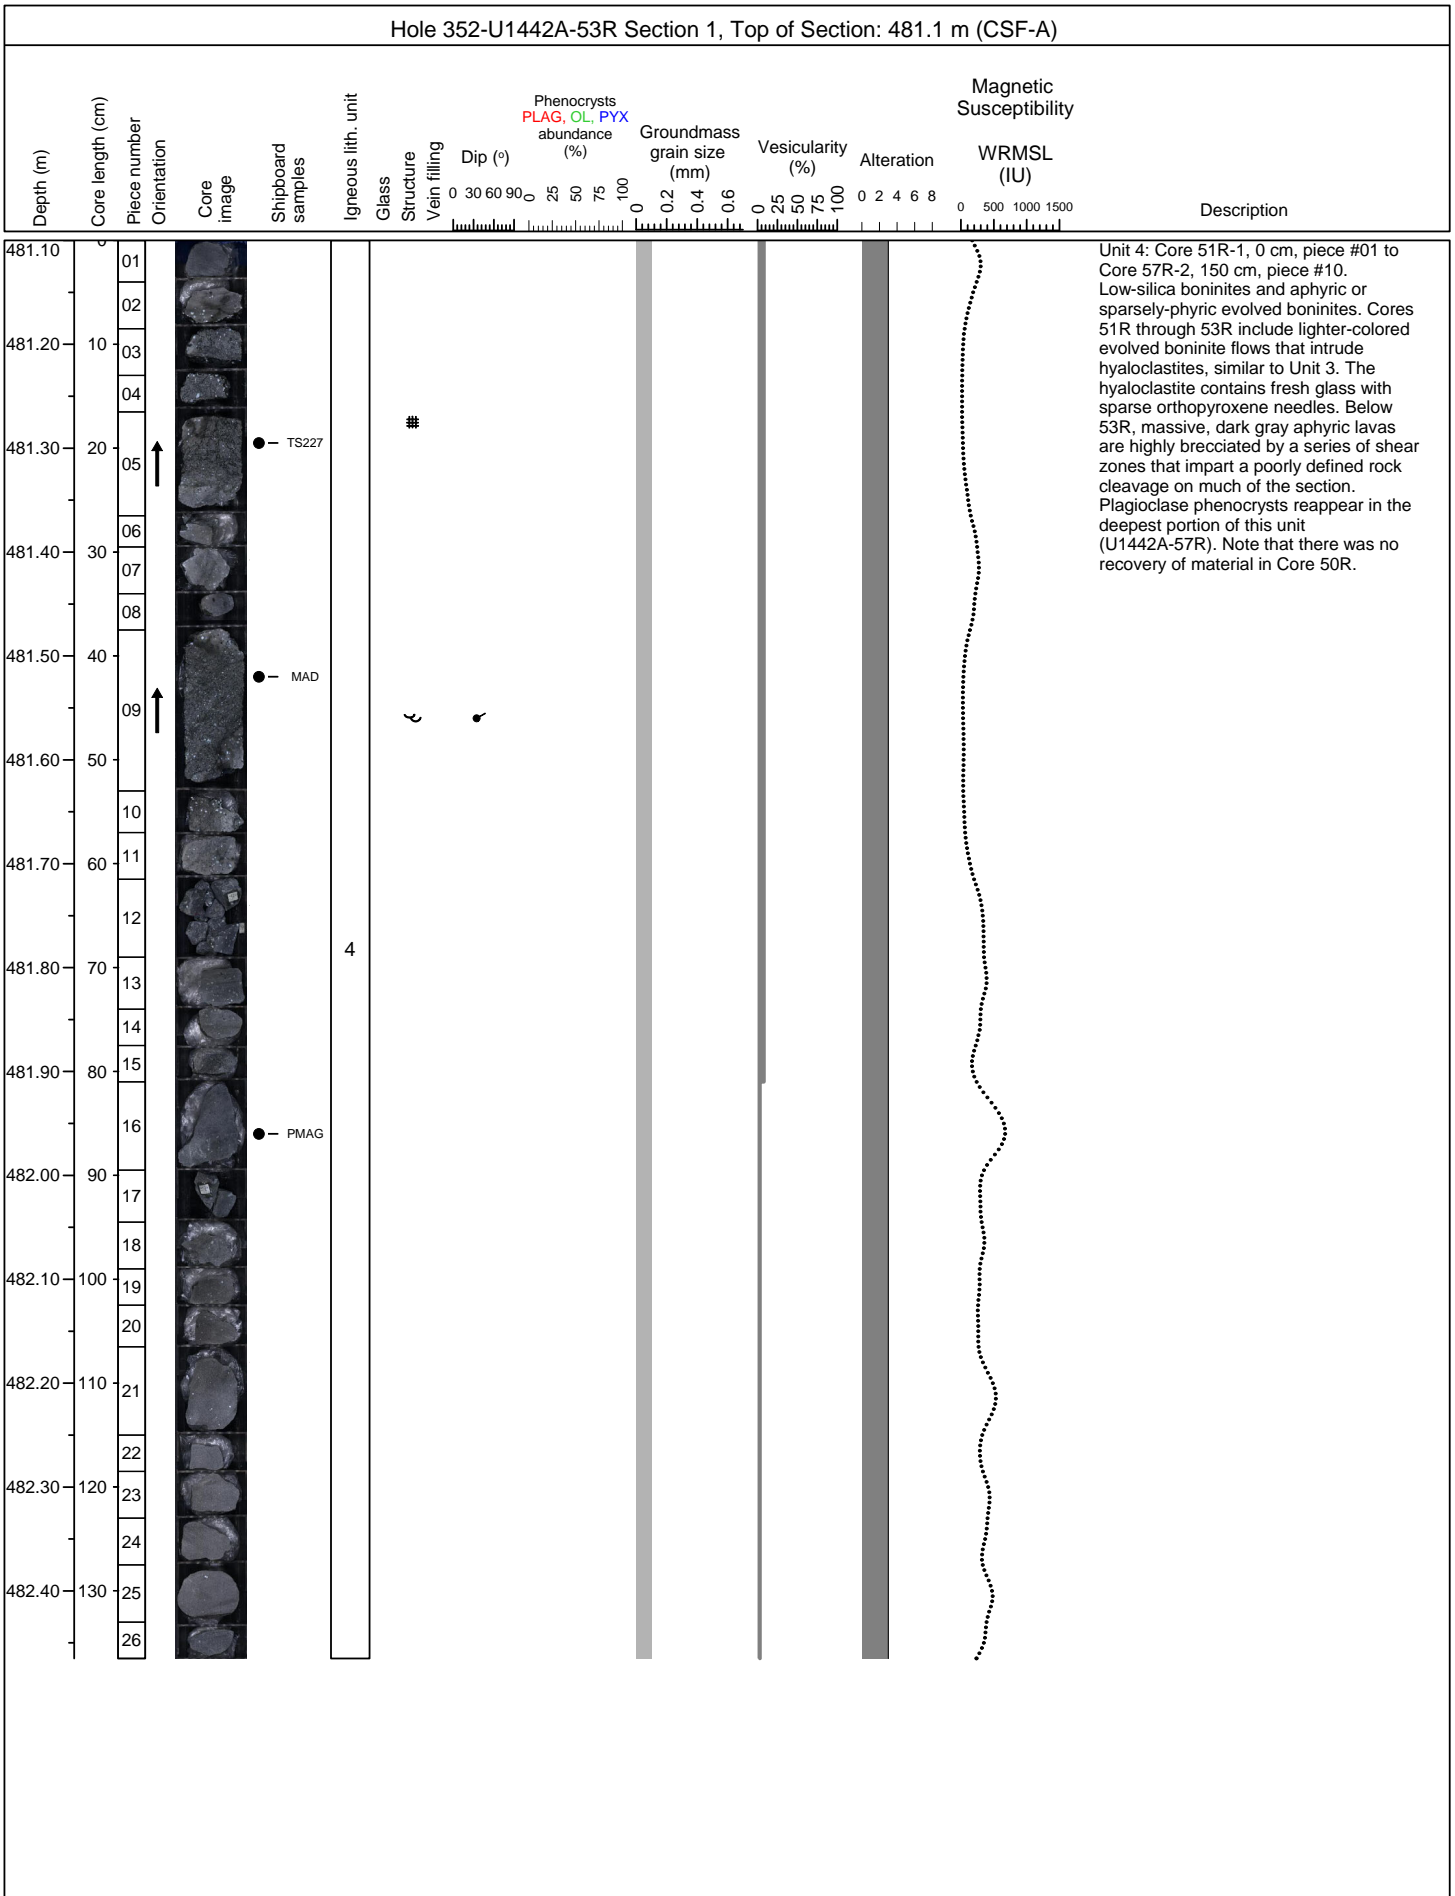 Hole 352-U1442A-53R Section 1, Top of Section: 481.1 m (CSF-A)
Depth (m)
Core length (cm)
Piece number
Orientation
Core image
Shipboard samples
Igneous lith. unit
Glass
Structure
Vein filling
Dip (°)
0 30 60 90
Phenocrysts
PLAG, OL, PYX
abundance
(%)
0 25 50 75 100
Groundmass
grain size
(mm)
0 0.2 0.4 0.6
Vesicularity
(%)
0 25 50 75 100
Alteration
0 2 4 6 8
Magnetic
Susceptibility
WRMSL
(IU)
0 500 1000 1500
Description
481.10 0
481.20 10
481.30 20
481.40 30
481.50 40
481.60 50
481.70 60
481.80 70
481.90 80
482.00 90
482.10 100
482.20 110
482.30 120
482.40 130
01
02
03
04
05
06
07
08
09
10
11
12
13
14
15
16
17
18
19
20
21
22
23
24
25
26
TS227
MAD
PMAG
4
Unit 4: Core 51R-1, 0 cm, piece #01 to
Core 57R-2, 150 cm, piece #10.
Low-silica boninites and aphyric or
sparsely-phyric evolved boninites. Cores
51R through 53R include lighter-colored
evolved boninite flows that intrude
hyaloclastites, similar to Unit 3. The
hyaloclastite contains fresh glass with
sparse orthopyroxene needles. Below
53R, massive, dark gray aphyric lavas
are highly brecciated by a series of shear
zones that impart a poorly defined rock
cleavage on much of the section.
Plagioclase phenocrysts reappear in the
deepest portion of this unit
(U1442A-57R). Note that there was no
recovery of material in Core 50R.